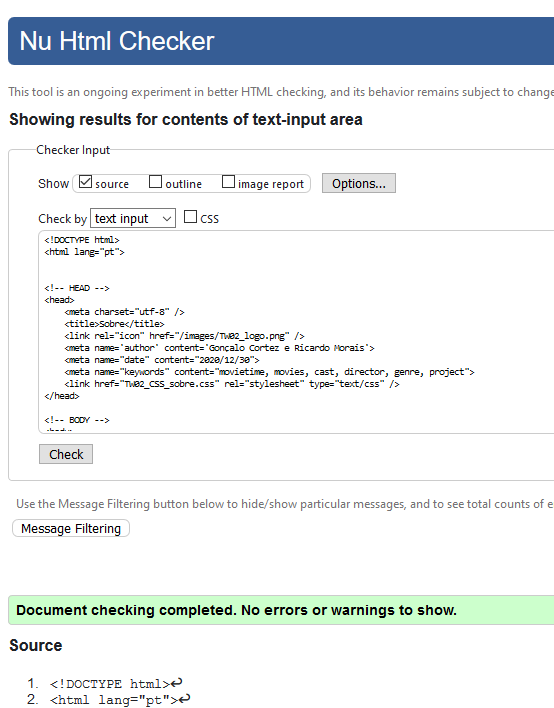 Nu Html Checker
This tool is an ongoing experiment in better HTML checking, and its behavior remains subject to change
Showing results for contents of text-input area
Checker Input
Show source outline image report Options...
Check by text input CSS
<!DOCTYPE html>
<html lang="pt">
<!-- HEAD -->
<head>
<meta charset="utf-8" />
<title>Sobre</title>
<link rel="icon" href="/images/TW02_logo.png" />
<meta name='author' content='Gonçalo Cortez e Ricardo Morais'>
<meta name="date" content="2020/12/30">
<meta name="keywords" content="movietime, movies, cast, director, genre, project">
<link href="TW02_CSS_sobre.css" rel="stylesheet" type="text/css" />
</head>
<!-- BODY -->
Check
Use the Message Filtering button below to hide/show particular messages, and to see total counts of e
Message Filtering
Document checking completed. No errors or warnings to show.
Source
1. <!DOCTYPE html>↩
2. <html lang="pt">↩